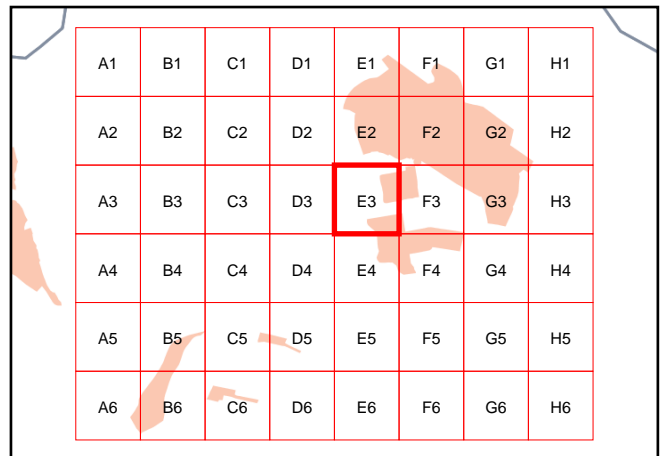 A1 B1 C1 D1 E1 F1 G1 H1
A2 B2 C2 D2 E2 F2 G2 H2
A3 B3 C3 D3 E3 F3 G3 H3
A4 B4 C4 D4 E4 F4 G4 H4
A5 B5 C5 D5 E5 F5 G5 H5
A6 B6 C6 D6 E6 F6 G6 H6